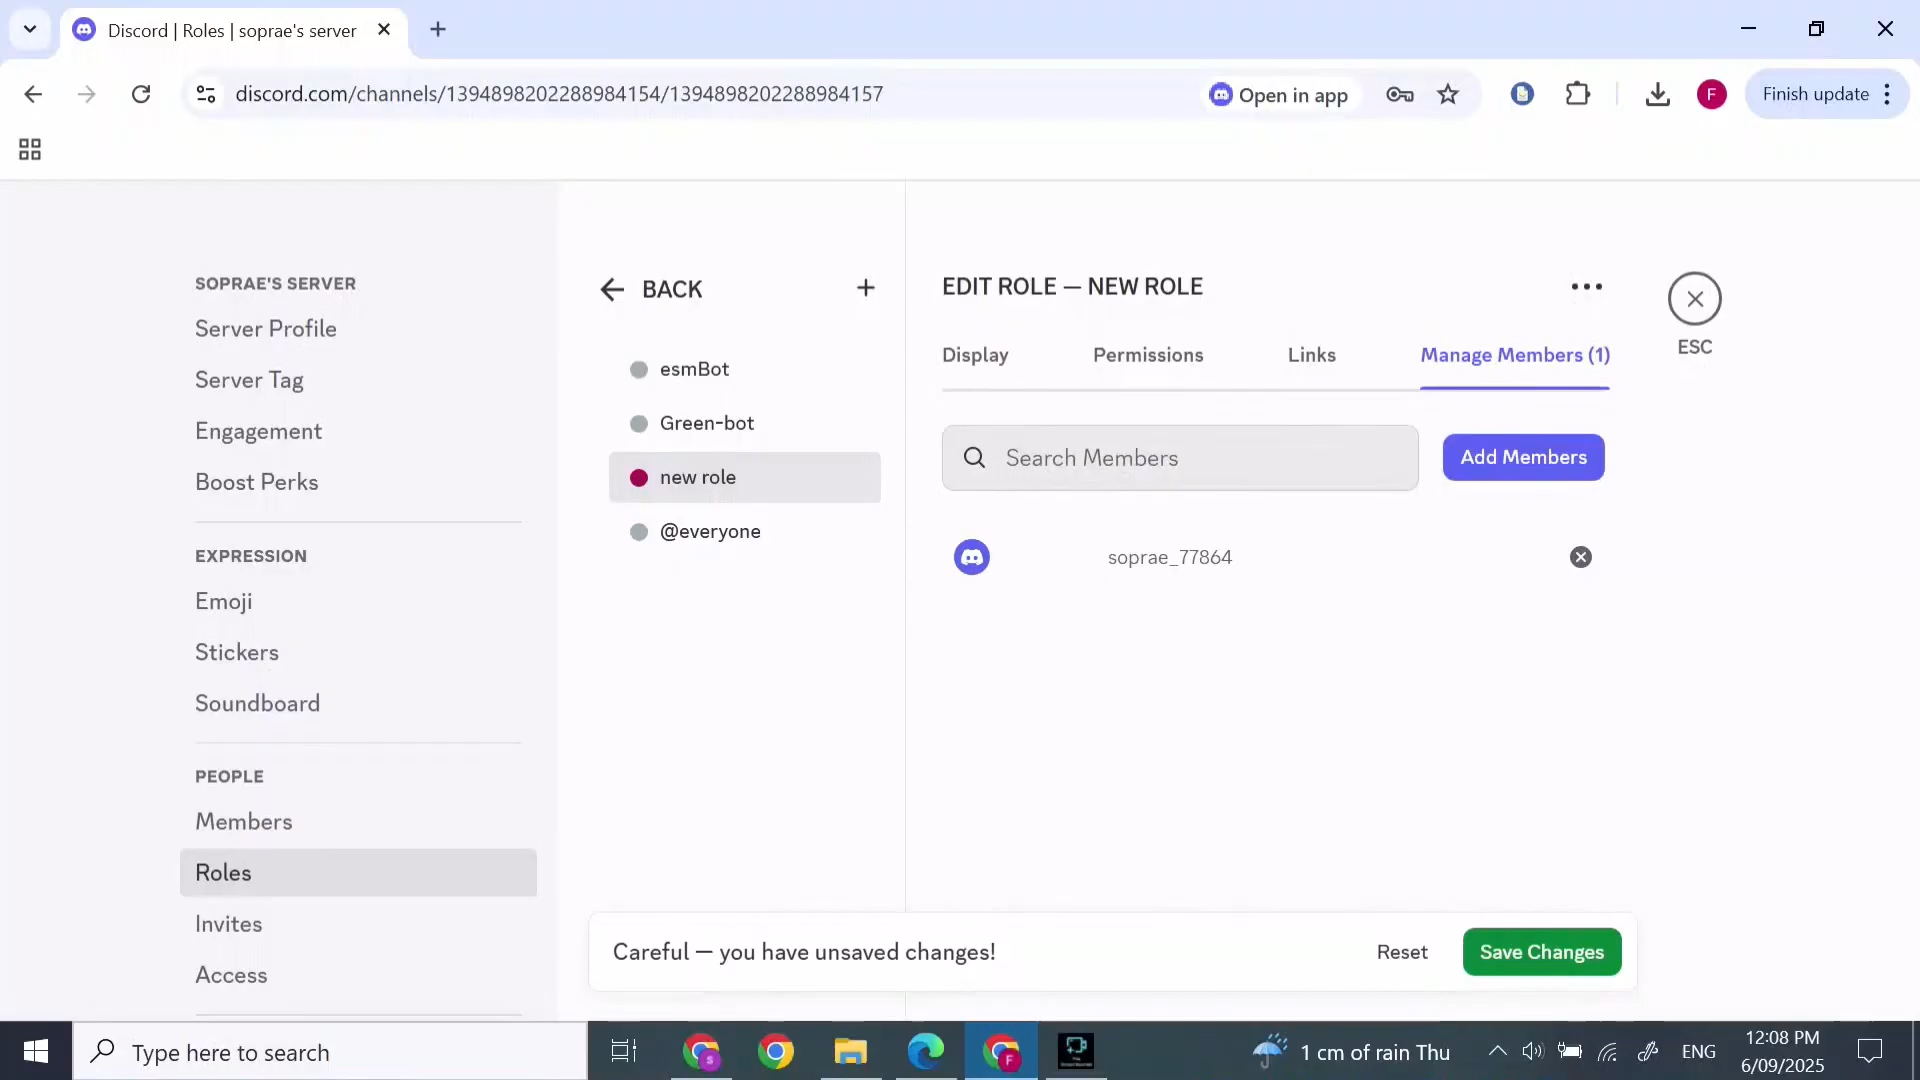 Discord | Roles | soprae's server
discord.com/channels/1394898202288984154/1394898202288984157
Open in app
F
Finish update
SOPRAE'S SERVER
Server Profile
Server Tag
Engagement
Boost Perks
EXPRESSION
Emoji
Stickers
Soundboard
PEOPLE
Members
Roles
Invites
Access
BACK
esmBot
Green-bot
new role
@everyone
EDIT ROLE — NEW ROLE
Display
Permissions
Links
Manage Members (1)
Search Members
Add Members
soprae_77864
ESC
Careful — you have unsaved changes!
Reset
Save Changes
Type here to search
S
F
1 cm of rain Thu
ENG
12:08 PM
6/09/2025